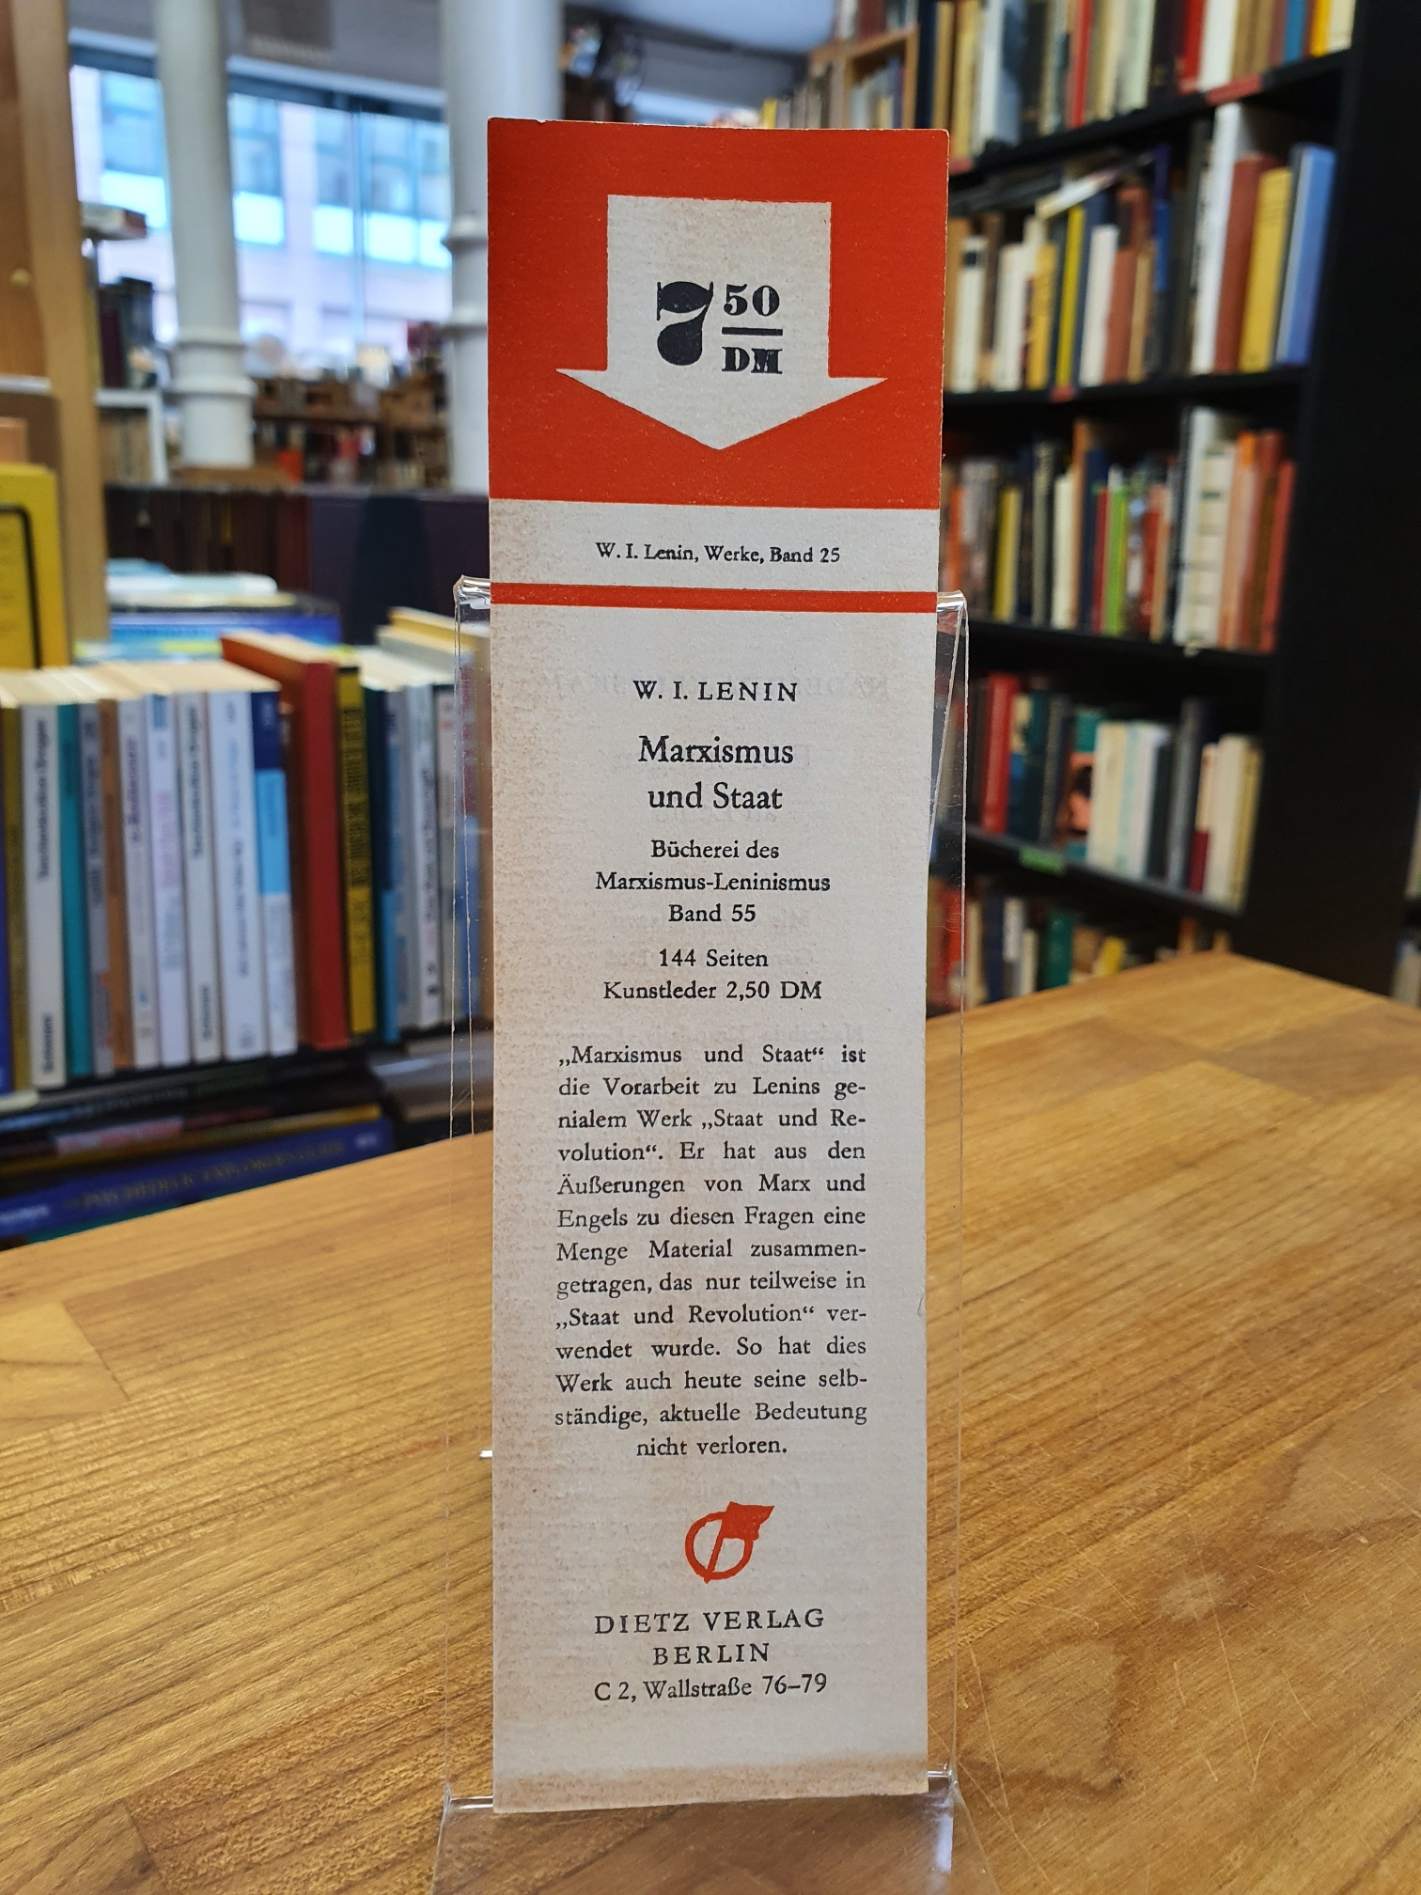 7 50
DM
W. I. Lenin, Werke, Band 25
W. I. LENIN
Marxismus
und Staat
Bücherei des
Marxismus-Leninismus
Band 55
144 Seiten
Kunstleder 2,50 DM
„Marxismus und Staat“ ist
die Vorarbeit zu Lenins ge-
nialem Werk „Staat und Re-
volution“. Er hat aus den
Äußerungen von Marx und
Engels zu diesen Fragen eine
Menge Material zusammen-
getragen, das nur teilweise in
„Staat und Revolution“ ver-
wendet wurde. So hat dies
Werk auch heute seine selb-
ständige, aktuelle Bedeutung
nicht verloren.
DIETZ VERLAG
BERLIN
C 2, Wallstraße 76–79